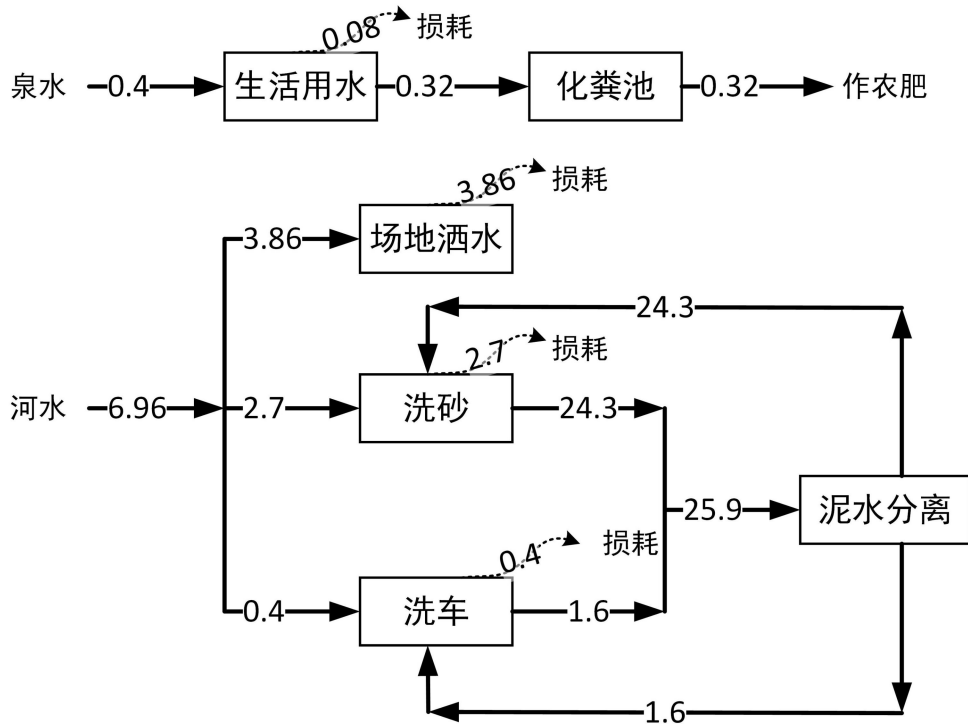 0.08 损耗
泉水 0.4 生活用水 0.32 化粪池 0.32 作农肥
3.86 损耗
3.86 场地洒水
24.3
2.7 损耗
河水 6.96 2.7 洗砂 24.3
25.9 泥水分离
0.4 损耗
0.4 洗车 1.6
1.6